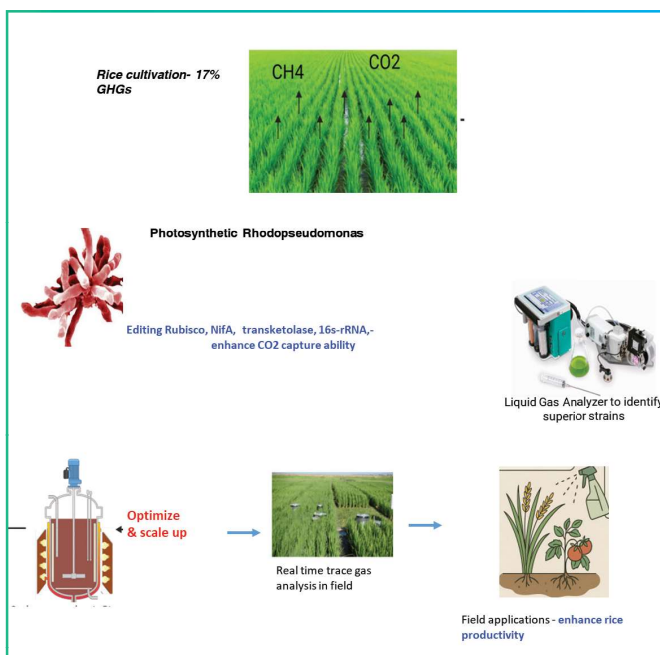 Rice cultivation- 17%
GHGs
CH4
CO2
-
Photosynthetic Rhodopseudomonas
Editing Rubisco, NifA, transketolase, 16s-rRNA,-
enhance CO2 capture ability
Liquid Gas Analyzer to identify
superior strains
Optimize
& scale up
Real time trace gas
analysis in field
Field applications - enhance rice
productivity